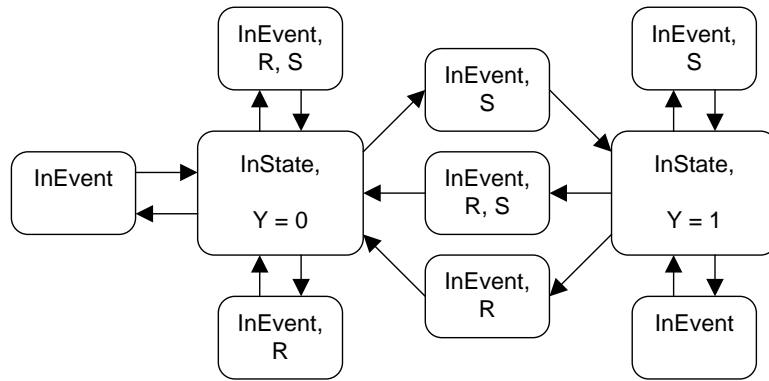 InEvent,
R, S
InEvent,
S
InEvent,
S
InEvent
InState,
Y = 0
InEvent,
R, S
InState,
Y = 1
InEvent,
R
InEvent,
R
InEvent